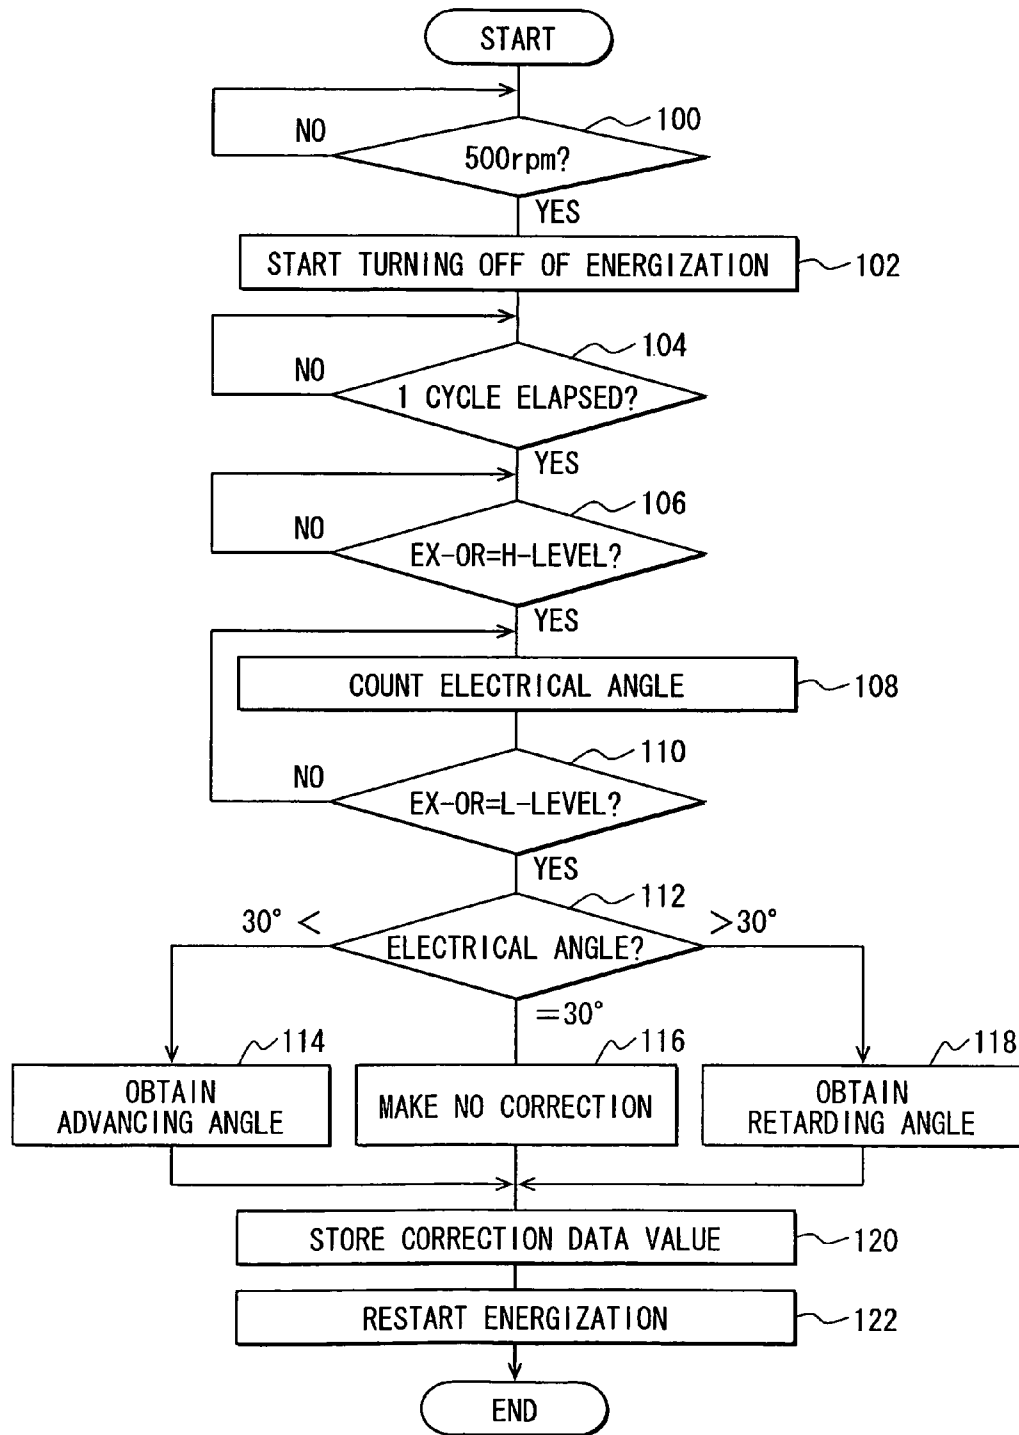 START
100
NO
500rpm?
YES
START TURNING OFF OF ENERGIZATION
102
104
NO
1 CYCLE ELAPSED?
YES
106
NO
EX-OR=H-LEVEL?
YES
COUNT ELECTRICAL ANGLE
108
110
NO
EX-OR=L-LEVEL?
YES
112
30° <
>30°
ELECTRICAL ANGLE?
=30°
114
116
118
OBTAIN
ADVANCING ANGLE
MAKE NO CORRECTION
OBTAIN
RETARDING ANGLE
STORE CORRECTION DATA VALUE
120
RESTART ENERGIZATION
122
END